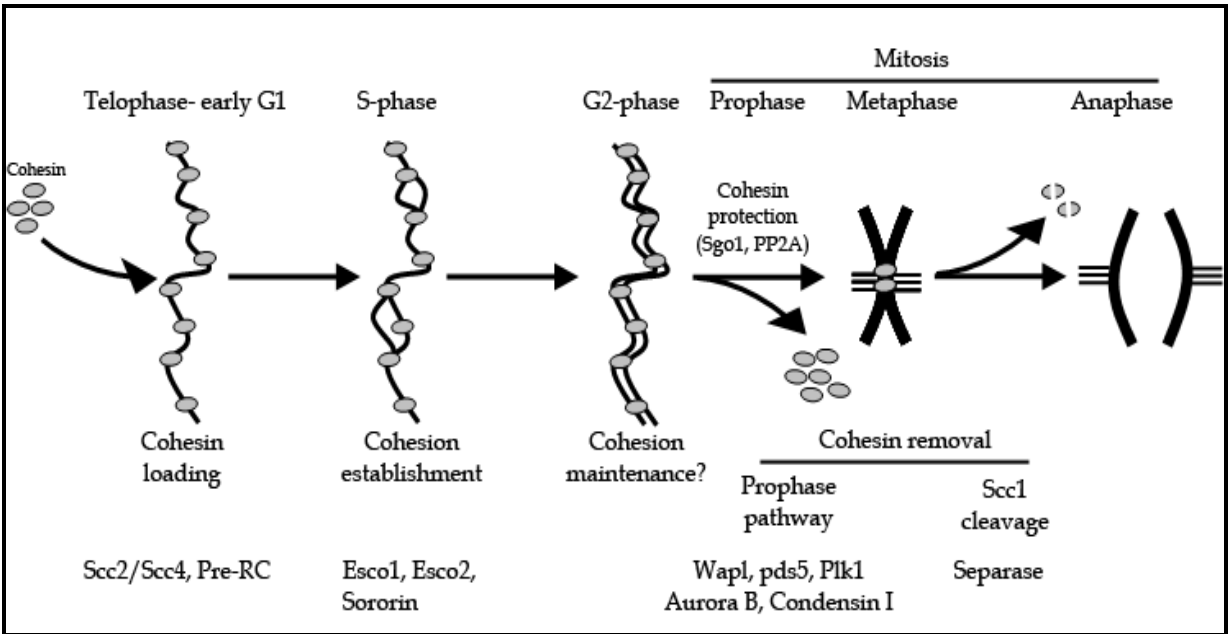 Mitosis
Telophase- early G1
S-phase
G2-phase
Prophase
Metaphase
Anaphase
Cohesin
Cohesin
protection
(Sgo1, PP2A)
Cohesin
loading
Cohesion
establishment
Cohesion
maintenance?
Cohesin removal
Prophase
pathway
Scc1
cleavage
Scc2/Scc4, Pre-RC
Esco1, Esco2,
Sororin
Wapl, pds5, Plk1
Aurora B, Condensin I
Separase